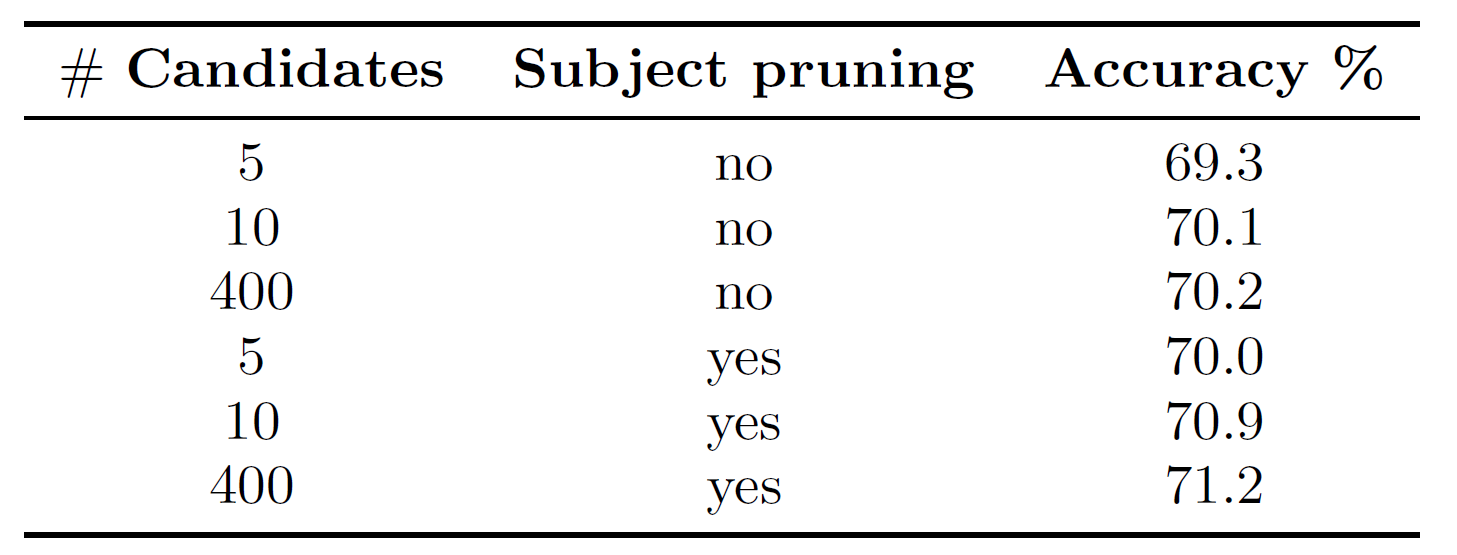 # Candidates Subject pruning Accuracy %
5 no 69.3
10 no 70.1
400 no 70.2
5 yes 70.0
10 yes 70.9
400 yes 71.2